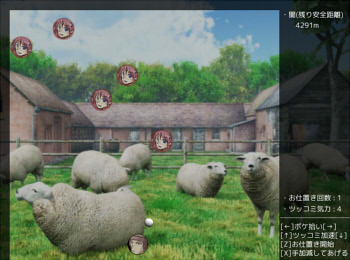 ・闇(残り安全距離)
4291m
・お仕置き回数：1
・ツッコミ気力：4
[←]ボケ拾い[→]
[↑]ツッコミ加速[↓]
[Z]お仕置き開始
[X]手加減してあげる